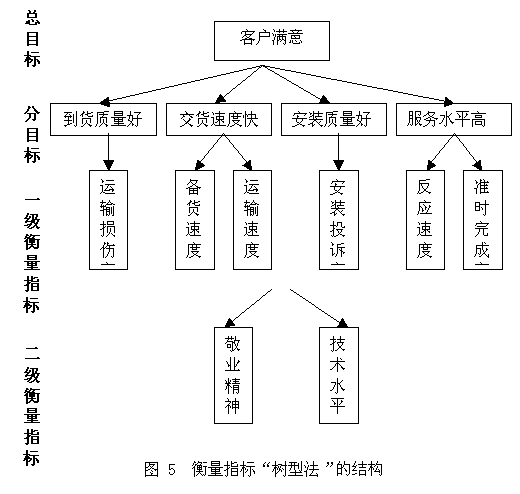 总目标
客户满意
分目标
到货质量好
交货速度快
安装质量好
服务水平高
一级衡量指标
运输损伤
备货速度
运输速度
安装投诉
反应速度
准时完成
二级衡量指标
敬业精神
技术水平
图 5 衡量指标“树型法”的结构